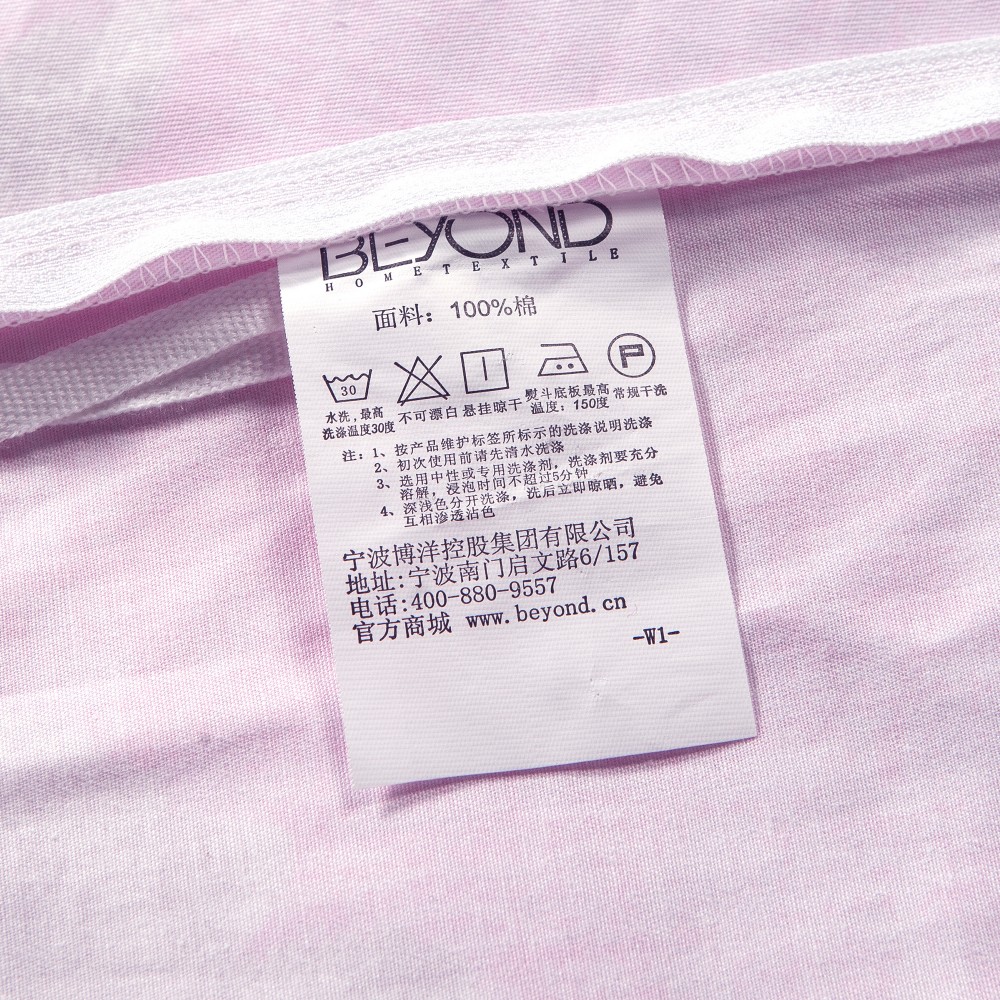 BEYOND
HOMETEXTILE
面料：100%棉
30
P
水洗,最高
洗涤温度30度
不可漂白
悬挂晾干
熨斗底板最高
温度：150度
常规干洗
注：1、按产品维护标签所标示的洗涤说明洗涤
2、初次使用前请先清水洗涤
3、选用中性或专用洗涤剂，洗涤剂要充分
溶解，浸泡时间不超过5分钟
4、深浅色分开洗涤，洗后立即晾晒，避免
互相渗透沾色
宁波博洋控股集团有限公司
地址:宁波南门启文路6/157
电话:400-880-9557
官方商城 www.beyond.cn
-W1-